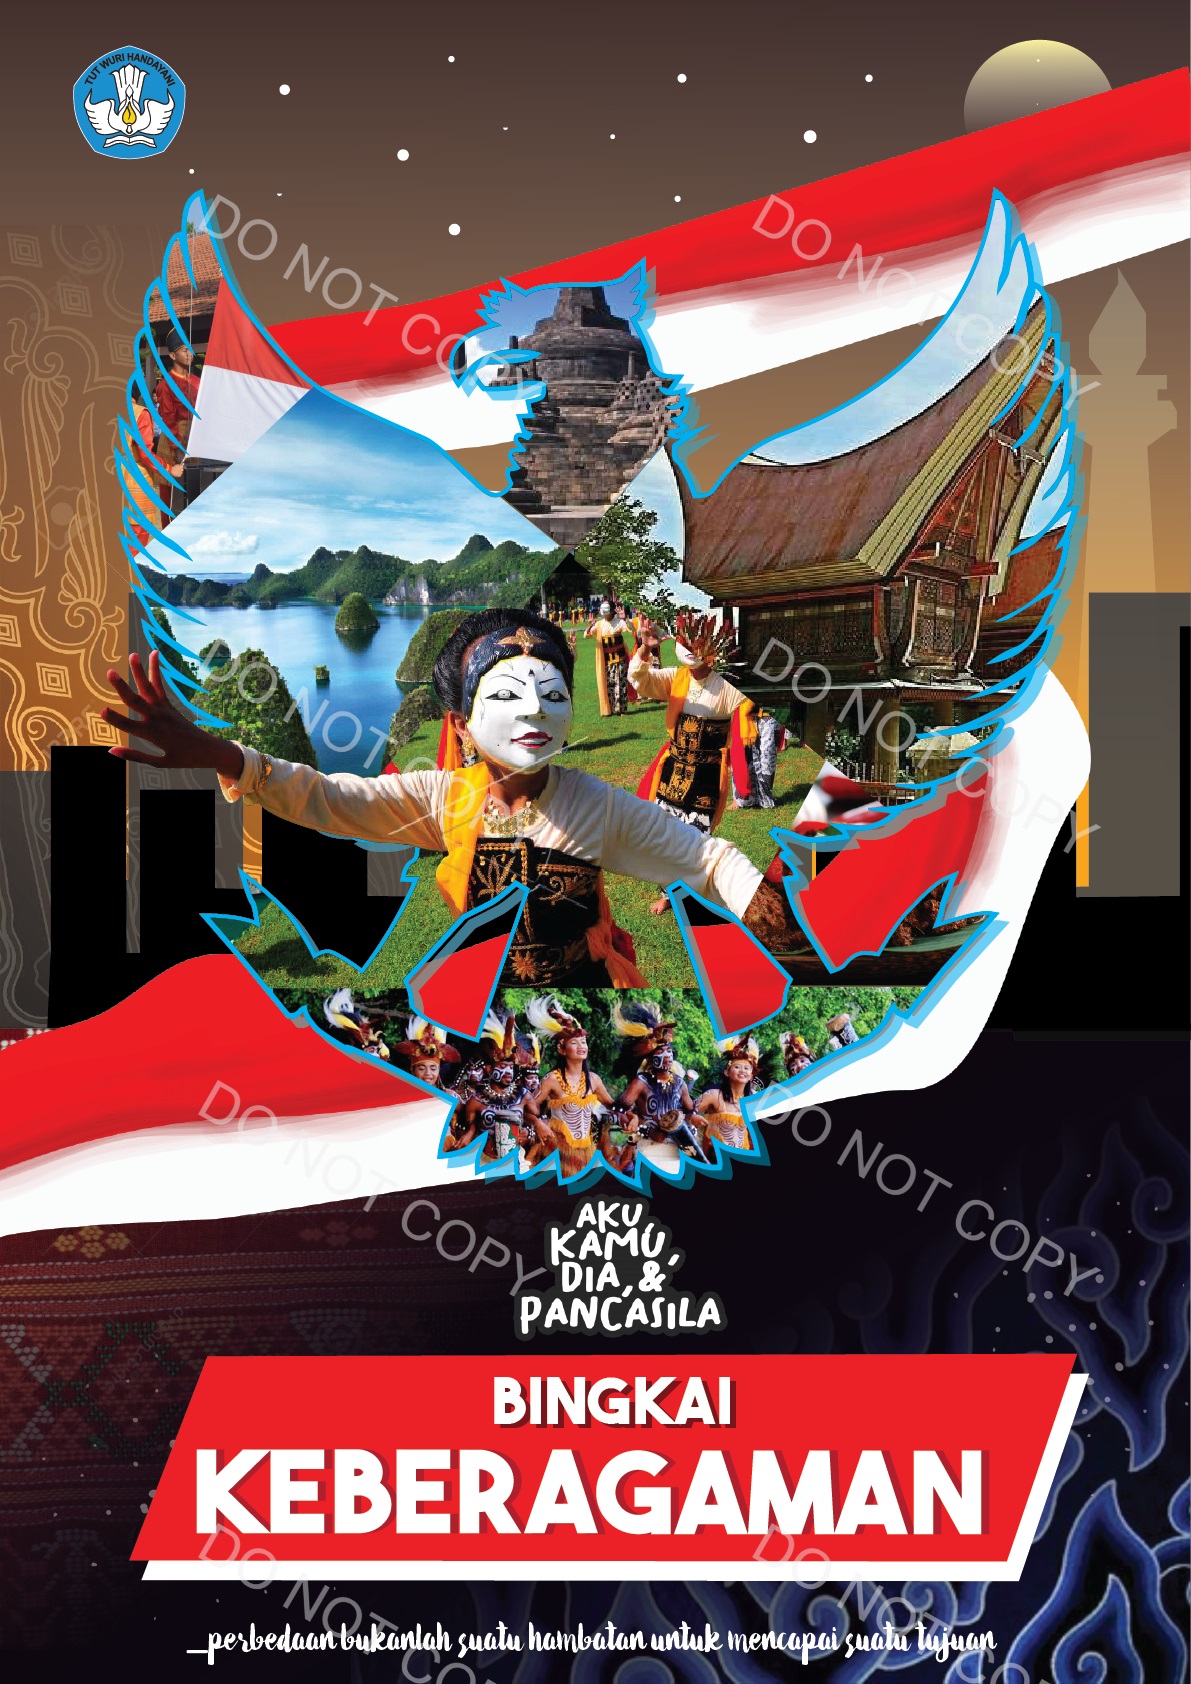 TUT WURI HANDAYANI
DO NOT COPY
DO NOT COPY
DO NOT COPY
DO NOT COPY
DO NOT COPY
DO NOT COPY
AKU,
KAMU,
DIA, &
PANCASILA
BINGKAI
KEBERAGAMAN
DO NOT COPY
DO NOT COPY
_perbedaan bukanlah suatu hambatan untuk mencapai suatu tujuan